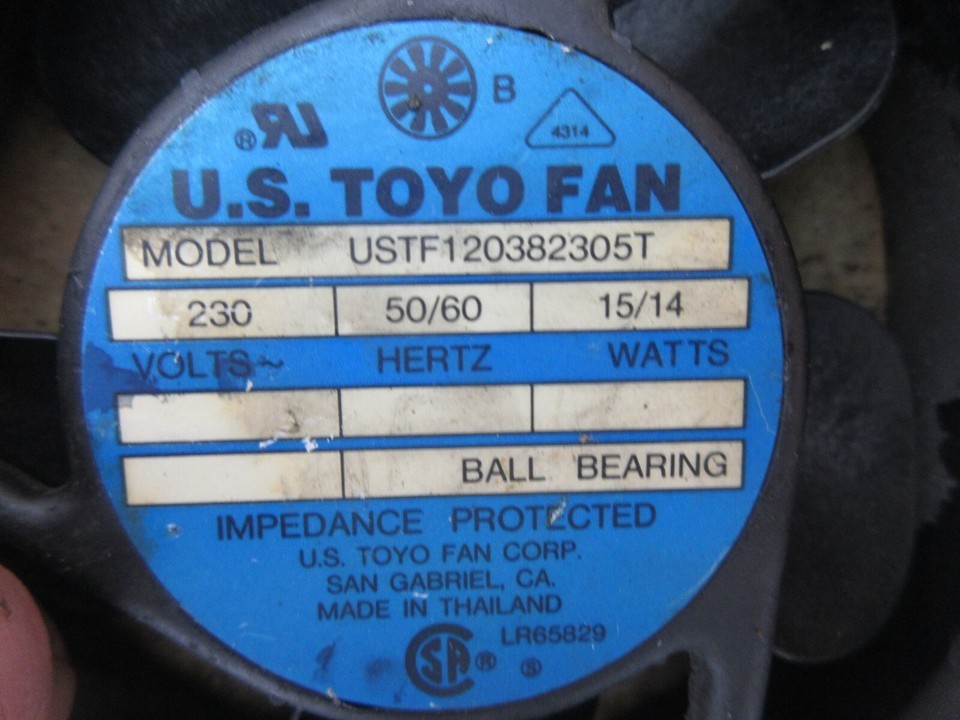 B
4314
®
U.S. TOYO FAN
MODEL USTF120382305T
230 50/60 15/14
VOLTS~ HERTZ WATTS
BALL BEARING
IMPEDANCE PROTECTED
U.S. TOYO FAN CORP.
SAN GABRIEL, CA.
MADE IN THAILAND
LR65829
CSA® Ⓢ